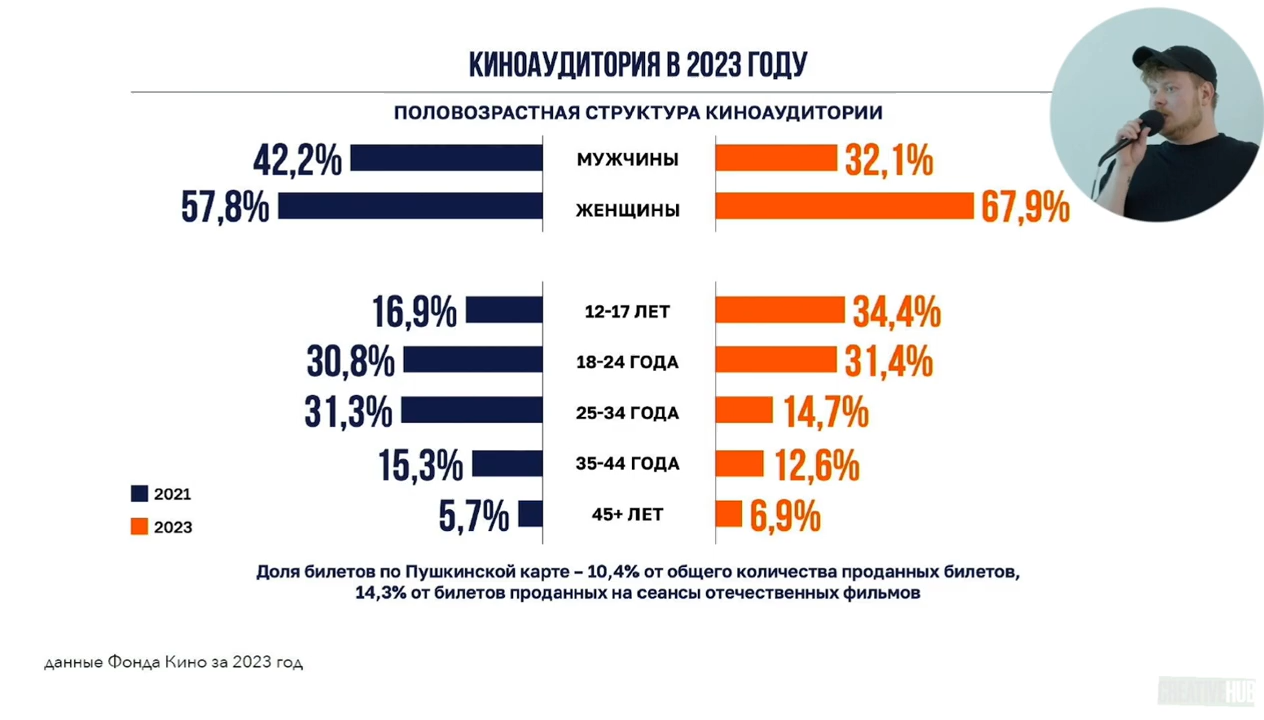 КИНОАУДИТОРИЯ В 2023 ГОДУ
ПОЛОВОЗРАСТНАЯ СТРУКТУРА КИНОАУДИТОРИИ
42,2% МУЖЧИНЫ 32,1%
57,8% ЖЕНЩИНЫ 67,9%
16,9% 12-17 ЛЕТ 34,4%
30,8% 18-24 ГОДА 31,4%
31,3% 25-34 ГОДА 14,7%
15,3% 35-44 ГОДА 12,6%
5,7% 45+ ЛЕТ 6,9%
2021
2023
Доля билетов по Пушкинской карте – 10,4% от общего количества проданных билетов,
14,3% от билетов проданных на сеансы отечественных фильмов
данные Фонда Кино за 2023 год
CREATIVEHUB